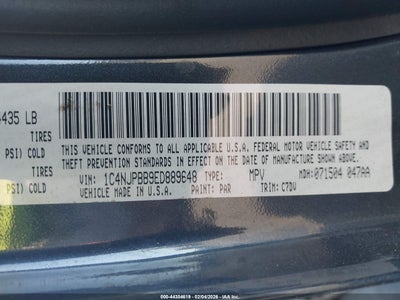 5435 LB
TIRES
PSI) COLD
TIRES
PSI) COLD
THIS VEHICLE CONFORMS TO ALL APPLICABLE U.S.A. FEDERAL MOTOR VEHICLE SAFETY,
BUMPER, AND THEFT PREVENTION STANDARDS IN EFFECT ON THE DATE OF MANUFACTURE SHOWN ABOVE.
VIN: 1C4NJPBB9ED889648 TYPE: MPV MDH: 071504 047AA
VEHICLE MADE IN U.S.A. PAINT: PAR TRIM: C7DV
000-44334619 - 02/04/2026 - IAA Inc.